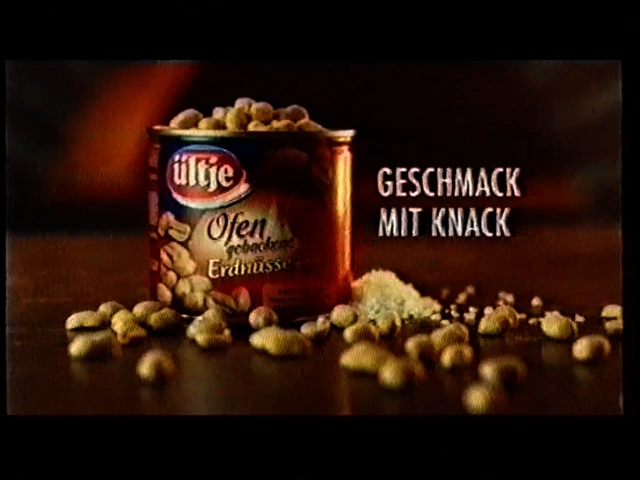 ültje
Ofen
gebackene
Erdnüsse
GESCHMACK
MIT KNACK